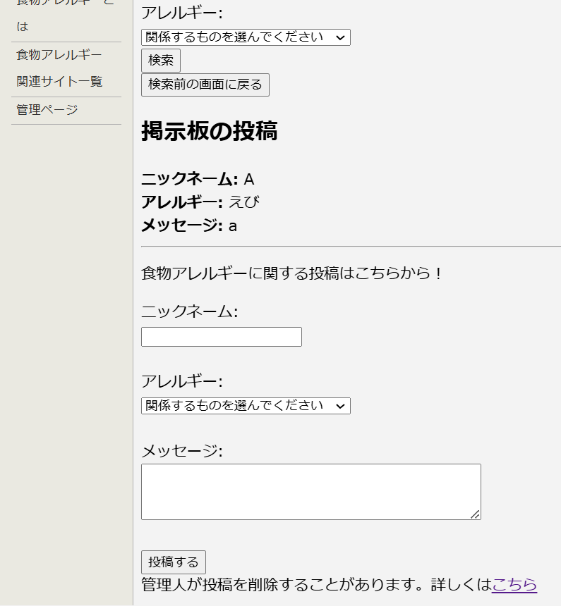 食物アレルギーと
は
食物アレルギー
関連サイト一覧
管理ページ
アレルギー:
関係するものを選んでください
検索
検索前の画面に戻る
掲示板の投稿
ニックネーム: A
アレルギー: えび
メッセージ: a
食物アレルギーに関する投稿はこちらから！
ニックネーム:
アレルギー:
関係するものを選んでください
メッセージ:
投稿する
管理人が投稿を削除することがあります。詳しくはこちら